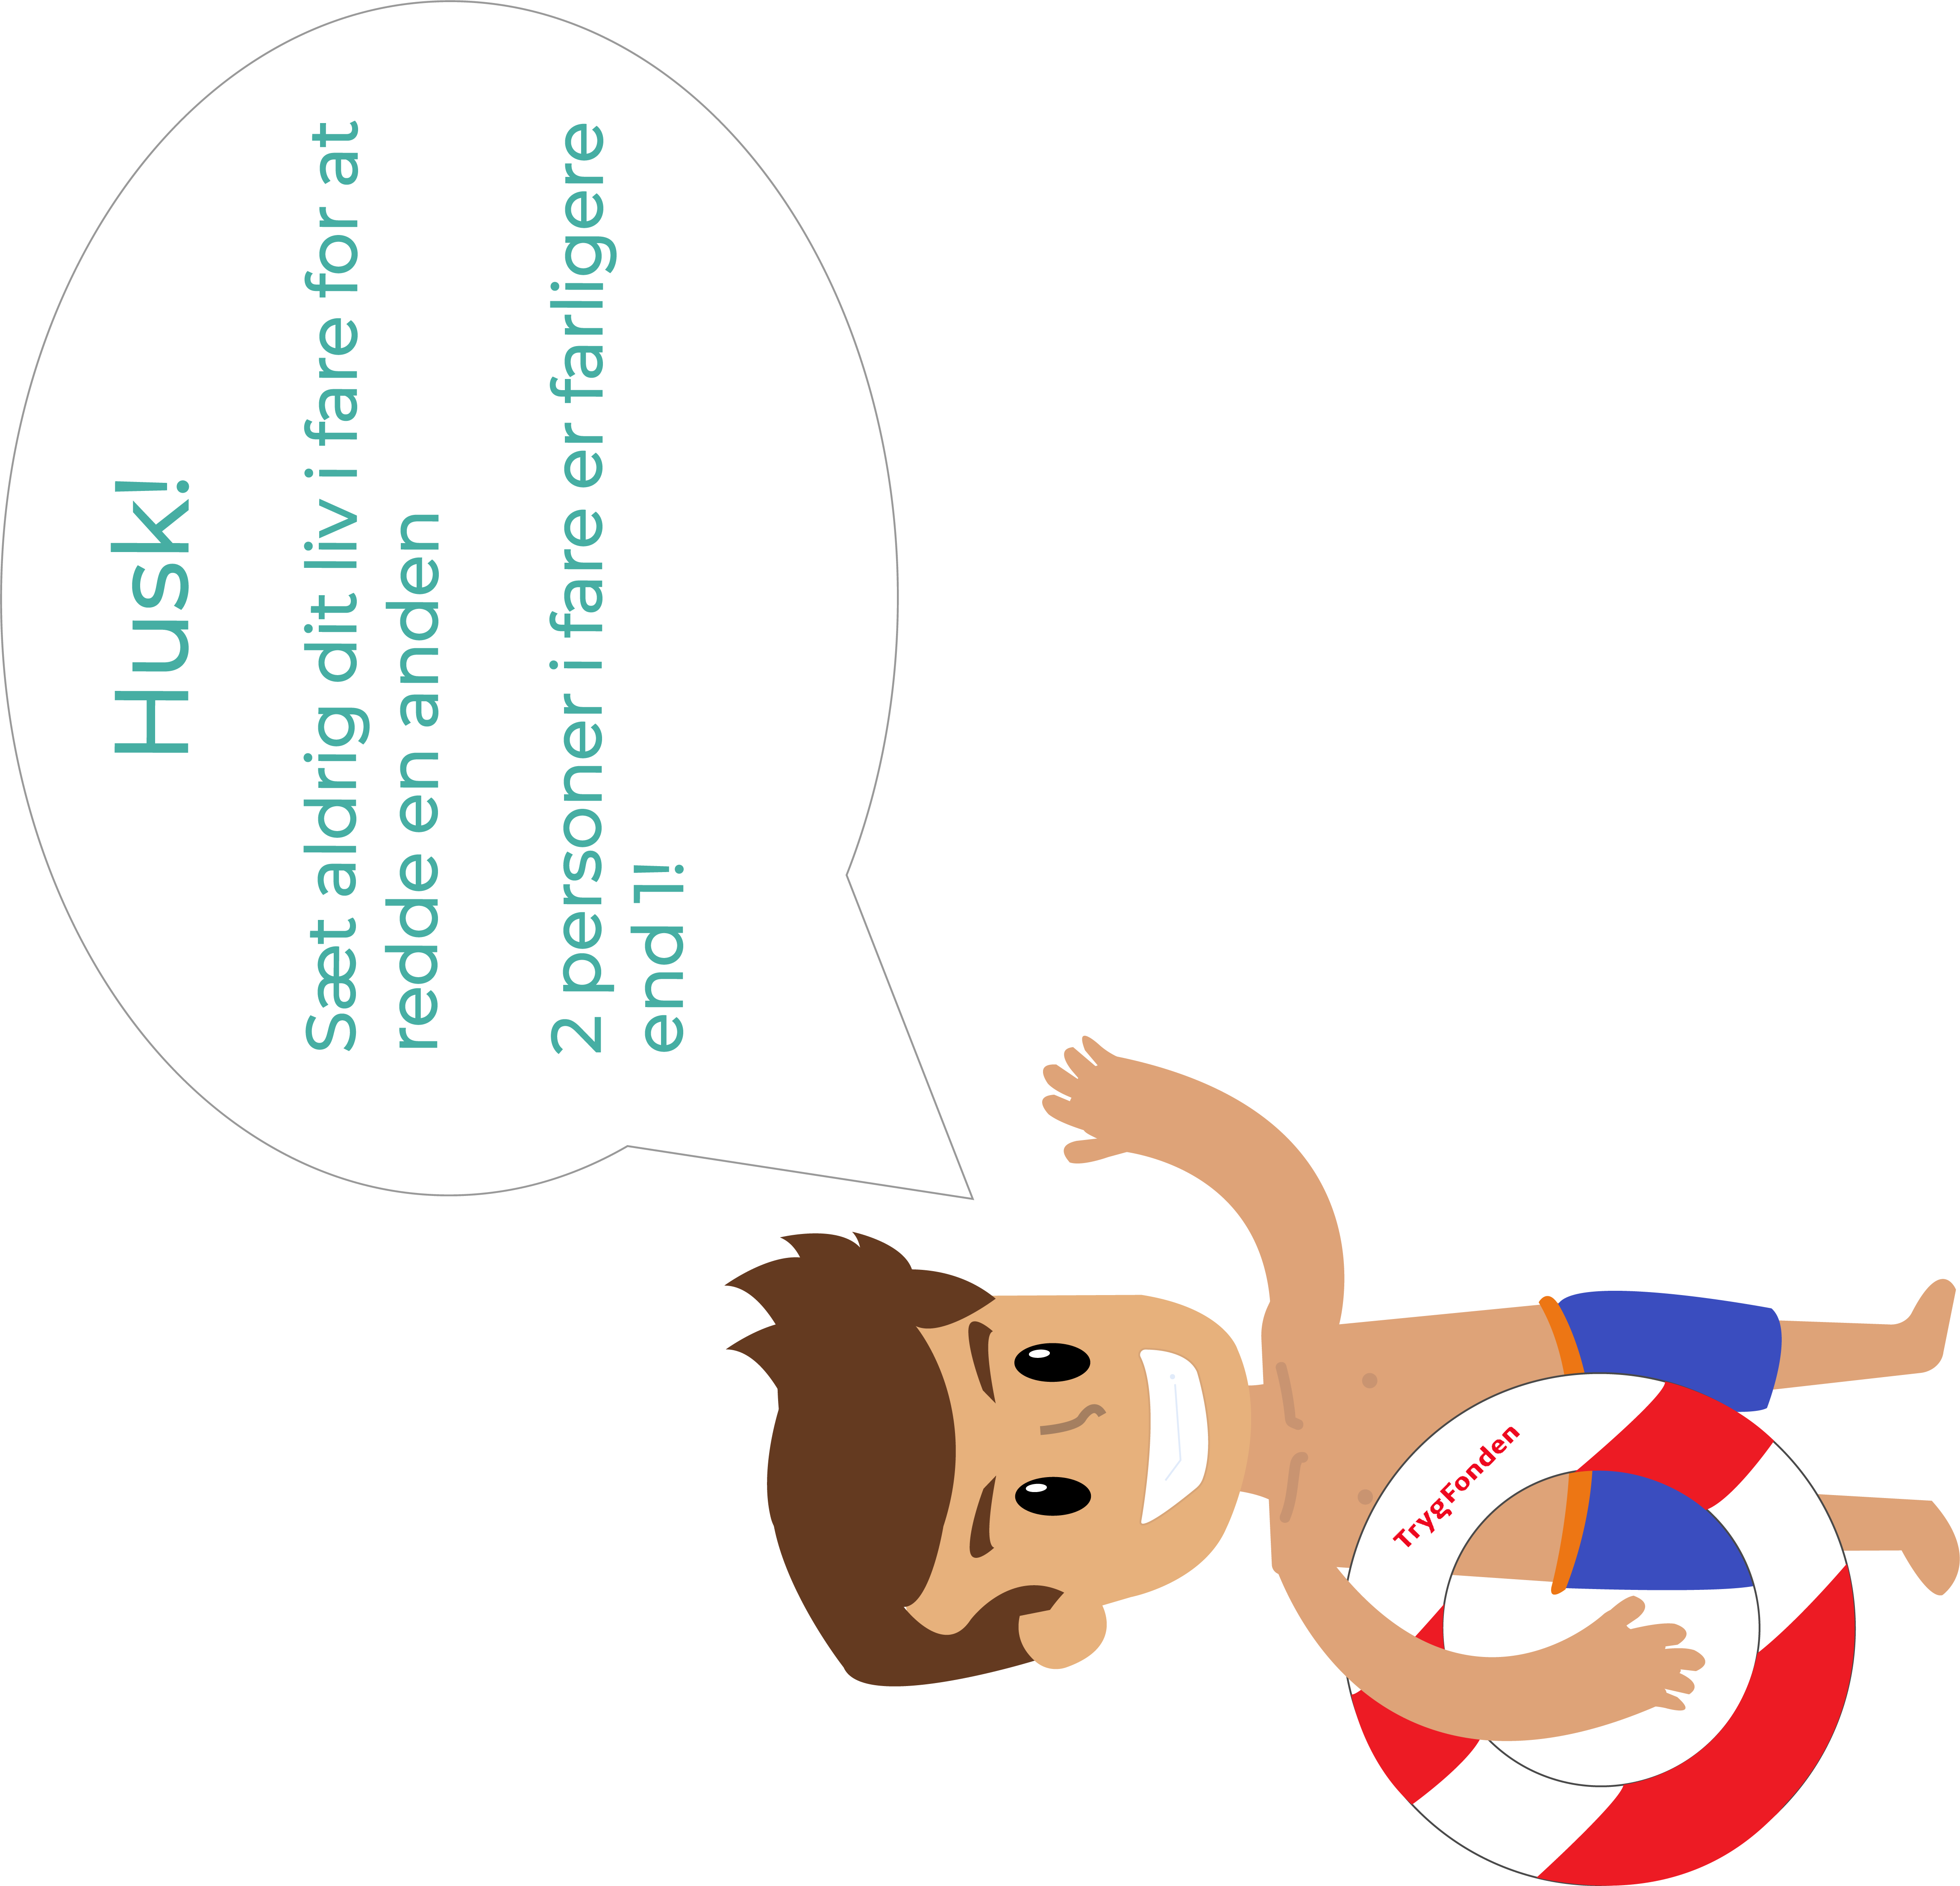 Husk!
Sæt aldrig dit liv i fare for at
redde en anden
2 personer i fare er farligere
end 1!
TrygFonden